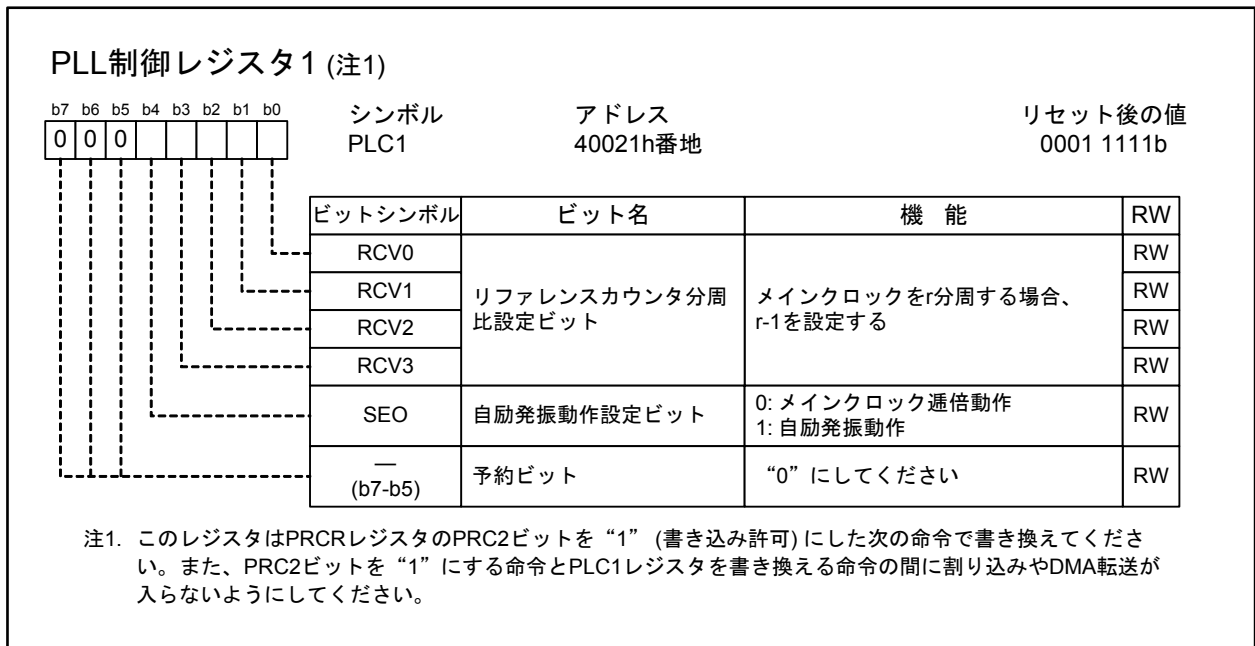 PLL制御レジスタ1 (注1)
b7 b6 b5 b4 b3 b2 b1 b0
0 0 0
シンボル アドレス リセット後の値
PLC1 40021h番地 0001 1111b
ビットシンボル ビット名 機 能 RW
RCV0 RW
RCV1 RW
RCV2 RW
RCV3 RW
リファレンスカウンタ分周
比設定ビット
メインクロックをr分周する場合、
r-1を設定する
SEO 自励発振動作設定ビット 0: メインクロック逓倍動作 RW
1: 自励発振動作
—
(b7-b5) 予約ビット “0”にしてください RW
注1. このレジスタはPRCRレジスタのPRC2ビットを“1” (書き込み許可) にした次の命令で書き換えてくださ
い。また、PRC2ビットを“1”にする命令とPLC1レジスタを書き換える命令の間に割り込みやDMA転送が
入らないようにしてください。